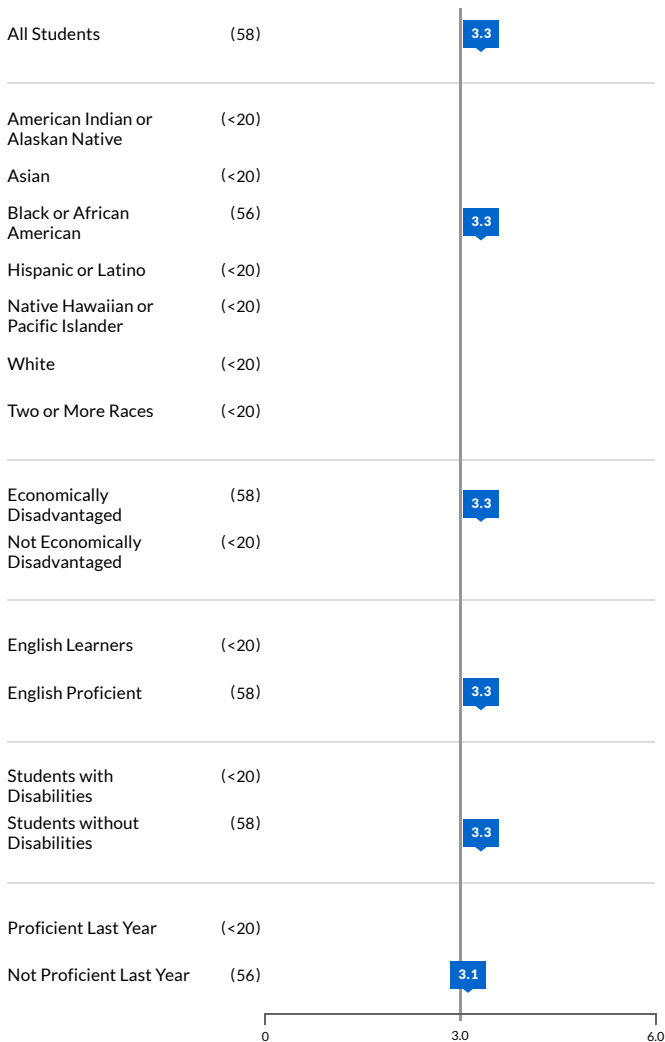 All Students (58) 3.3
American Indian or (<20)
Alaskan Native
Asian (<20)
Black or African (56) 3.3
American
Hispanic or Latino (<20)
Native Hawaiian or (<20)
Pacific Islander
White (<20)
Two or More Races (<20)
Economically (58) 3.3
Disadvantaged
Not Economically (<20)
Disadvantaged
English Learners (<20)
English Proficient (58) 3.3
Students with (<20)
Disabilities
Students without (58) 3.3
Disabilities
Proficient Last Year (<20)
Not Proficient Last Year (56) 3.1
0 3.0 6.0